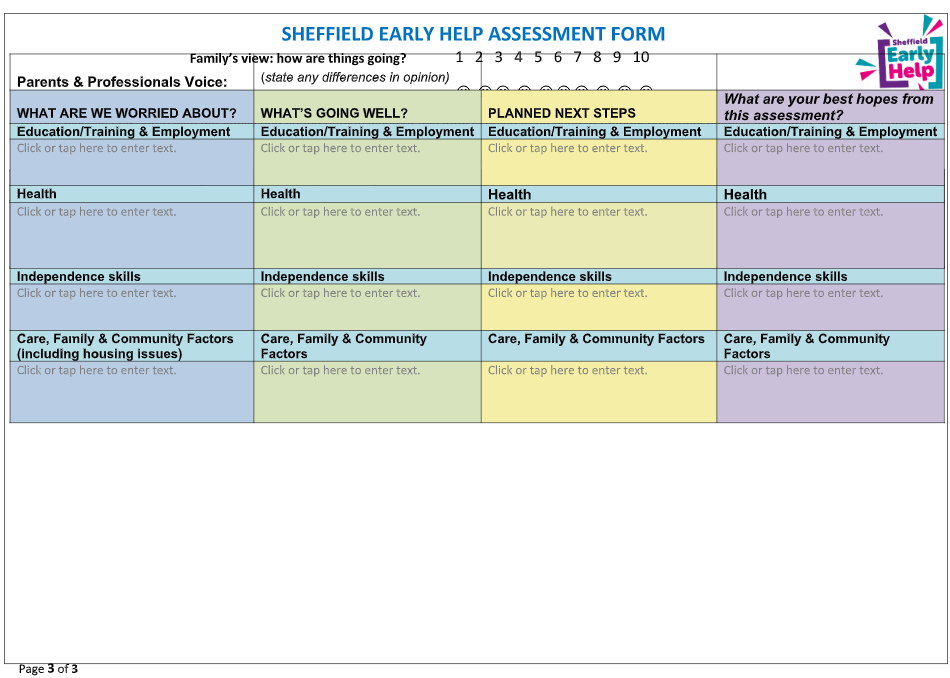 SHEFFIELD EARLY HELP ASSESSMENT FORM
Sheffield
Early
Help
Family's view: how are things going? 1 2 3 4 5 6 7 8 9 10
Parents & Professionals Voice: (state any differences in opinion)
WHAT ARE WE WORRIED ABOUT? WHAT'S GOING WELL? PLANNED NEXT STEPS What are your best hopes from
this assessment?
Education/Training & Employment Education/Training & Employment Education/Training & Employment Education/Training & Employment
Click or tap here to enter text. Click or tap here to enter text. Click or tap here to enter text. Click or tap here to enter text.
Health Health Health Health
Click or tap here to enter text. Click or tap here to enter text. Click or tap here to enter text. Click or tap here to enter text.
Independence skills Independence skills Independence skills Independence skills
Click or tap here to enter text. Click or tap here to enter text. Click or tap here to enter text. Click or tap here to enter text.
Care, Family & Community Factors Care, Family & Community Care, Family & Community Factors Care, Family & Community
(including housing issues) Factors Factors
Click or tap here to enter text. Click or tap here to enter text. Click or tap here to enter text. Click or tap here to enter text.
Page 3 of 3